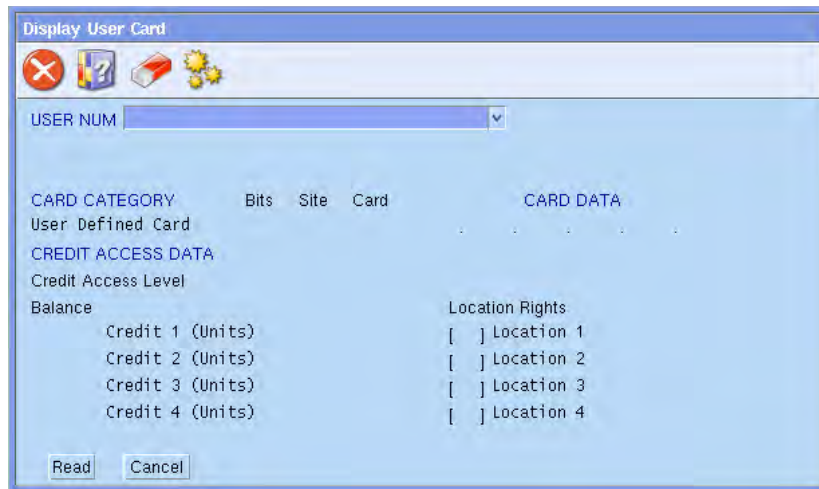 Display User Card
?
USER NUM
CARD CATEGORY Bits Site Card CARD DATA
User Defined Card . . . . .
CREDIT ACCESS DATA
Credit Access Level
Balance Location Rights
Credit 1 (Units) [ ] Location 1
Credit 2 (Units) [ ] Location 2
Credit 3 (Units) [ ] Location 3
Credit 4 (Units) [ ] Location 4
Read Cancel